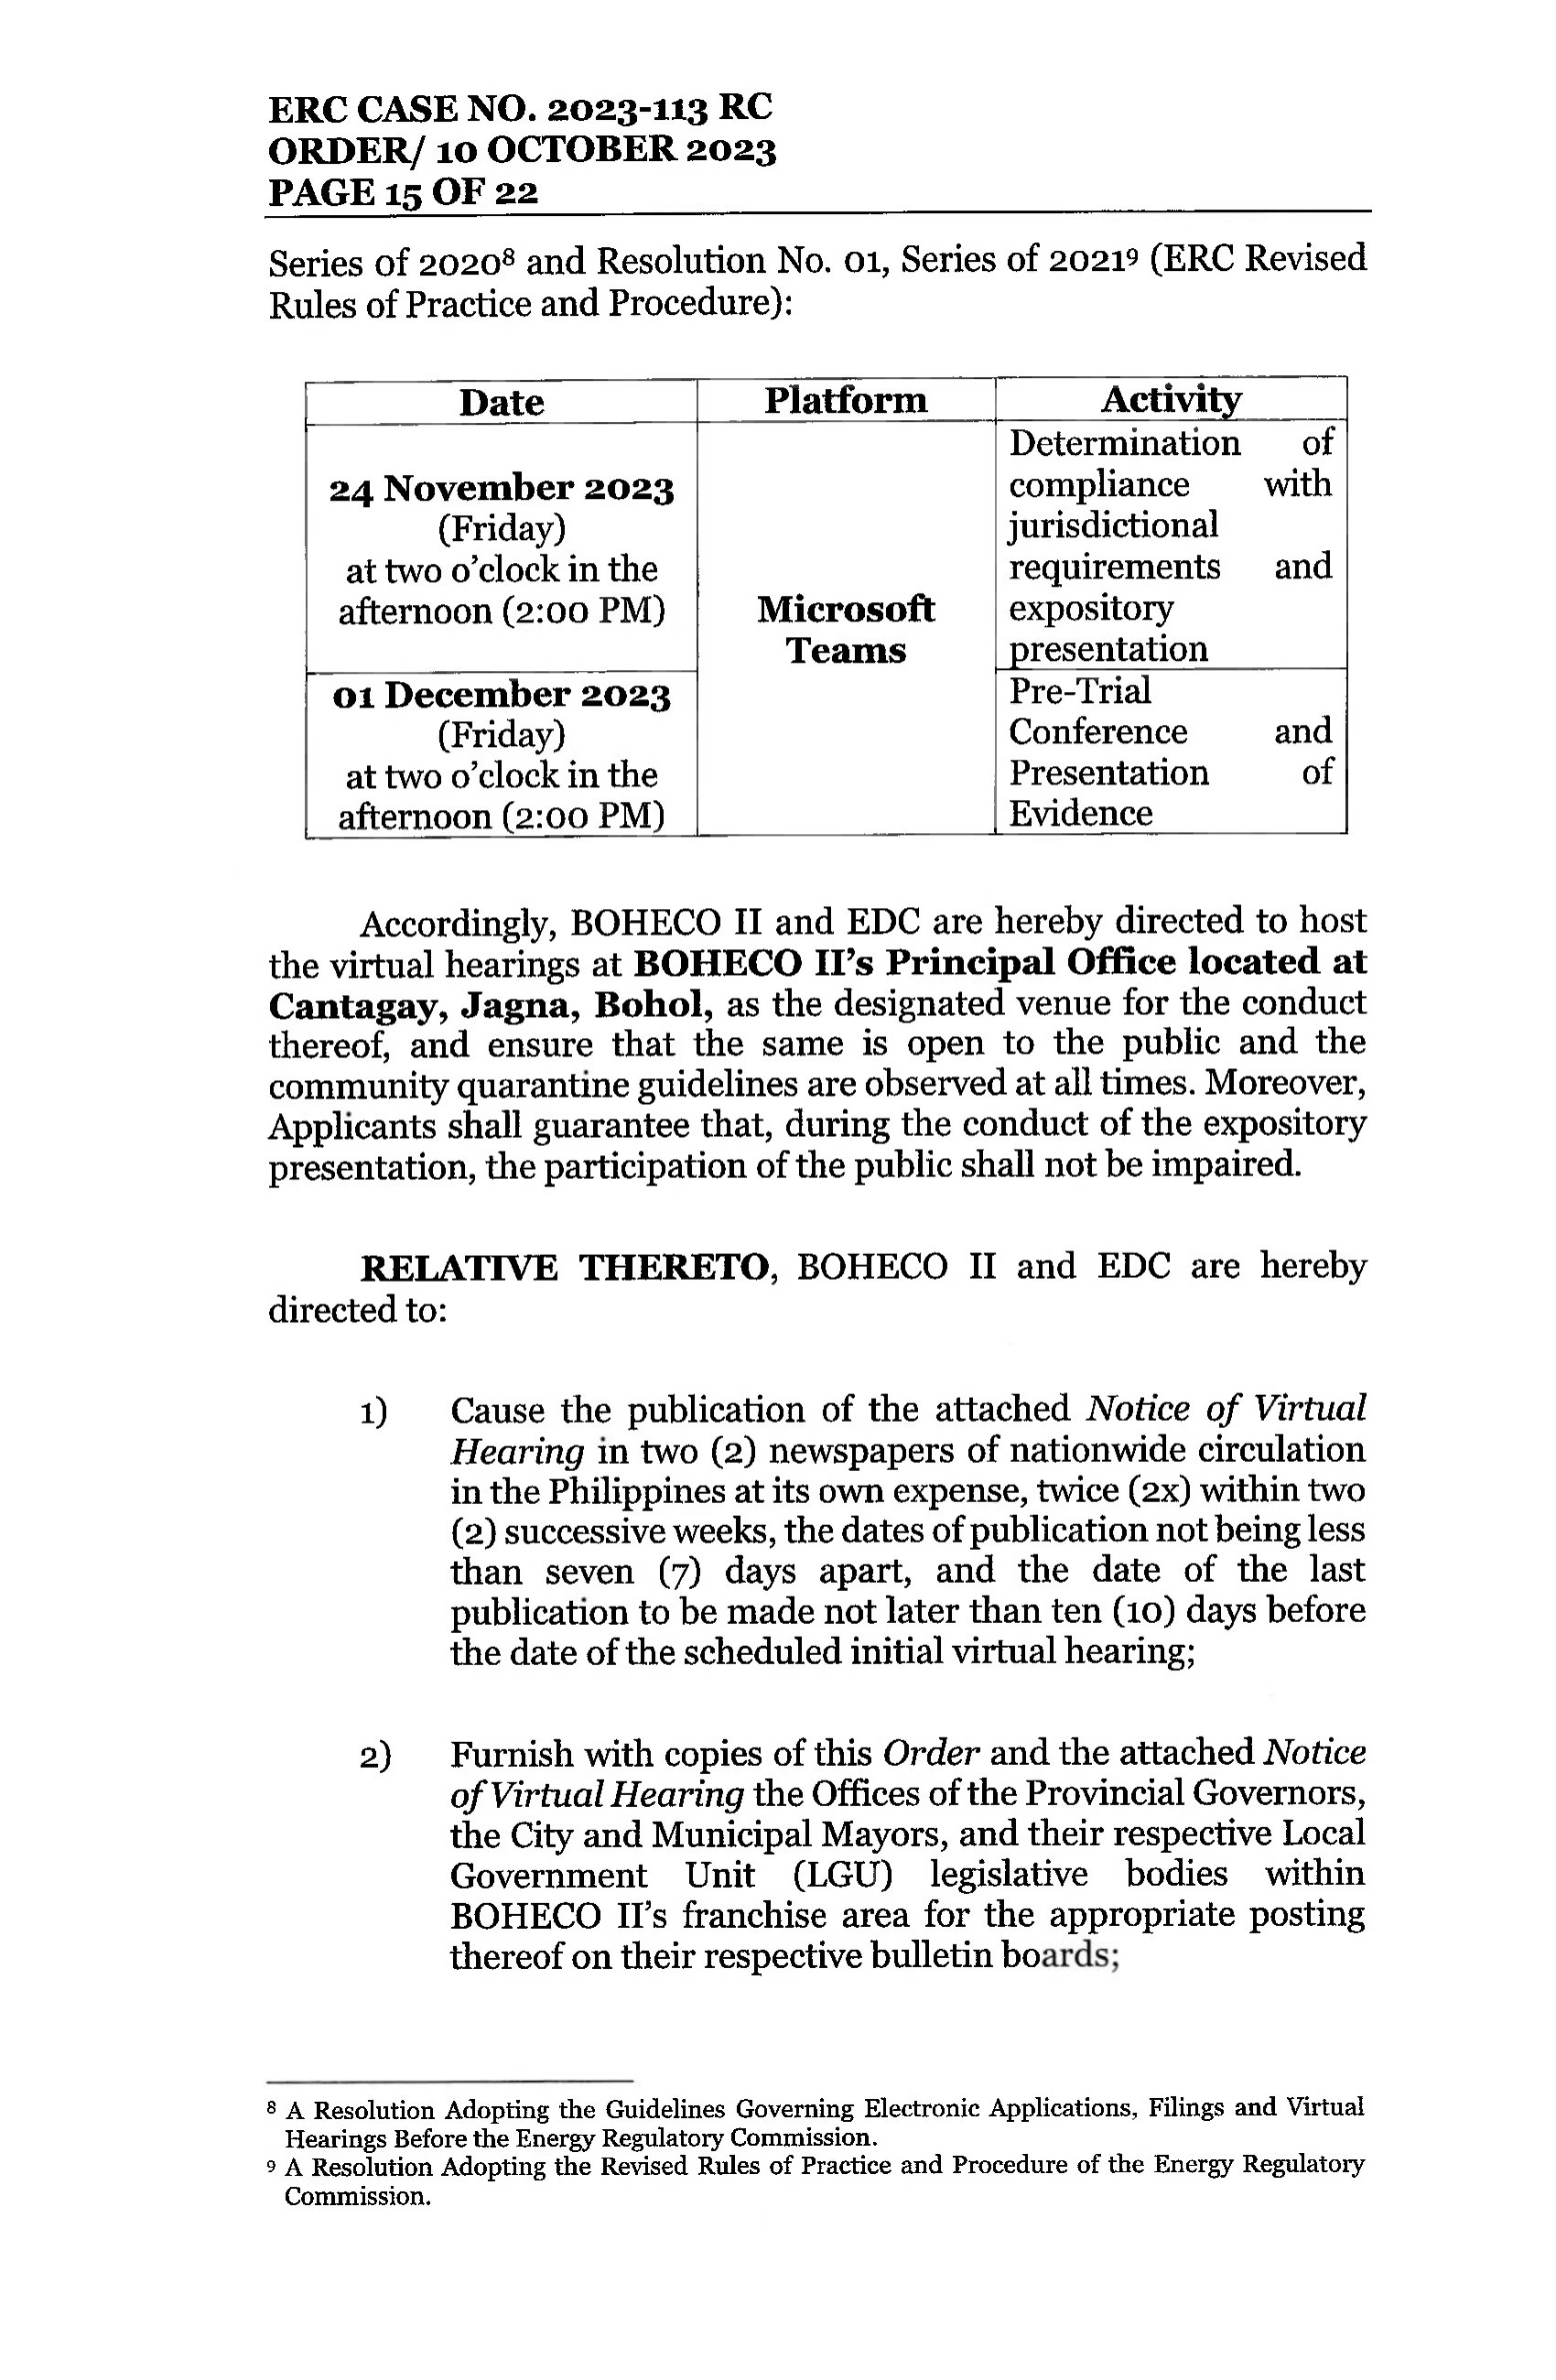 ERC CASE NO. 2023-113 RC
ORDER/ 10 OCTOBER 2023
PAGE 15 OF 22
Series of 2020⁸ and Resolution No. 01, Series of 2021⁹ (ERC Revised
Rules of Practice and Procedure):
Date Platform Activity
24 November 2023
(Friday)
at two o'clock in the
afternoon (2:00 PM)
Microsoft
Teams
Determination of
compliance with
jurisdictional
requirements and
expository
presentation
01 December 2023
(Friday)
at two o'clock in the
afternoon (2:00 PM)
Pre-Trial
Conference and
Presentation of
Evidence
Accordingly, BOHECO II and EDC are hereby directed to host
the virtual hearings at BOHECO II's Principal Office located at
Cantagay, Jagna, Bohol, as the designated venue for the conduct
thereof, and ensure that the same is open to the public and the
community quarantine guidelines are observed at all times. Moreover,
Applicants shall guarantee that, during the conduct of the expository
presentation, the participation of the public shall not be impaired.
RELATIVE THERETO, BOHECO II and EDC are hereby
directed to:
1) Cause the publication of the attached Notice of Virtual
Hearing in two (2) newspapers of nationwide circulation
in the Philippines at its own expense, twice (2x) within two
(2) successive weeks, the dates of publication not being less
than seven (7) days apart, and the date of the last
publication to be made not later than ten (10) days before
the date of the scheduled initial virtual hearing;
2) Furnish with copies of this Order and the attached Notice
of Virtual Hearing the Offices of the Provincial Governors,
the City and Municipal Mayors, and their respective Local
Government Unit (LGU) legislative bodies within
BOHECO II's franchise area for the appropriate posting
thereof on their respective bulletin boards;
⁸ A Resolution Adopting the Guidelines Governing Electronic Applications, Filings and Virtual
Hearings Before the Energy Regulatory Commission.
⁹ A Resolution Adopting the Revised Rules of Practice and Procedure of the Energy Regulatory
Commission.